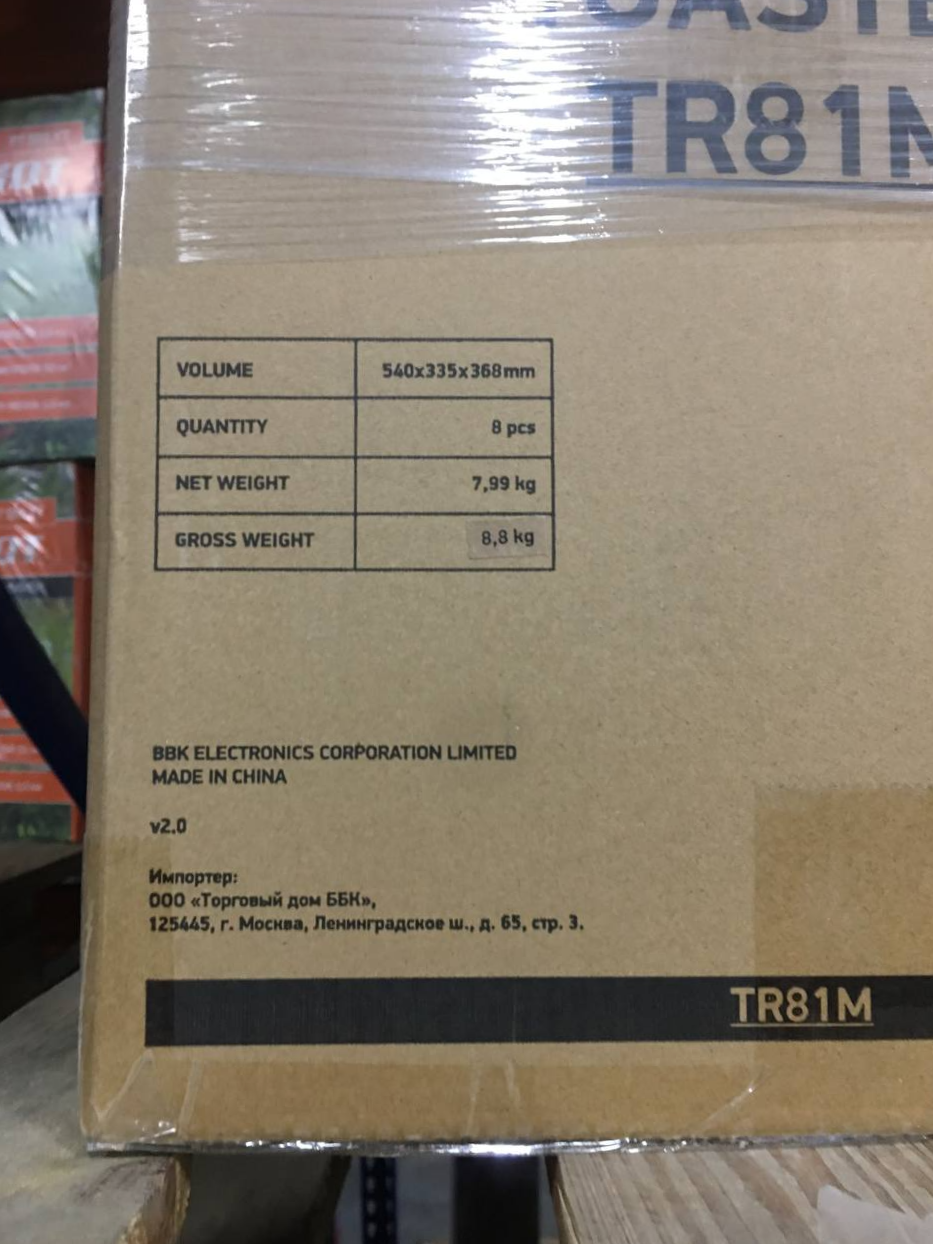 TR81M
VOLUME 540x335x368mm
QUANTITY 8 pcs
NET WEIGHT 7,99 kg
GROSS WEIGHT 8,8 kg
BBK ELECTRONICS CORPORATION LIMITED
MADE IN CHINA
v2.0
Импортер:
ООО «Торговый дом ББК»,
125445, г. Москва, Ленинградское ш., д. 65, стр. 3.
TR81M